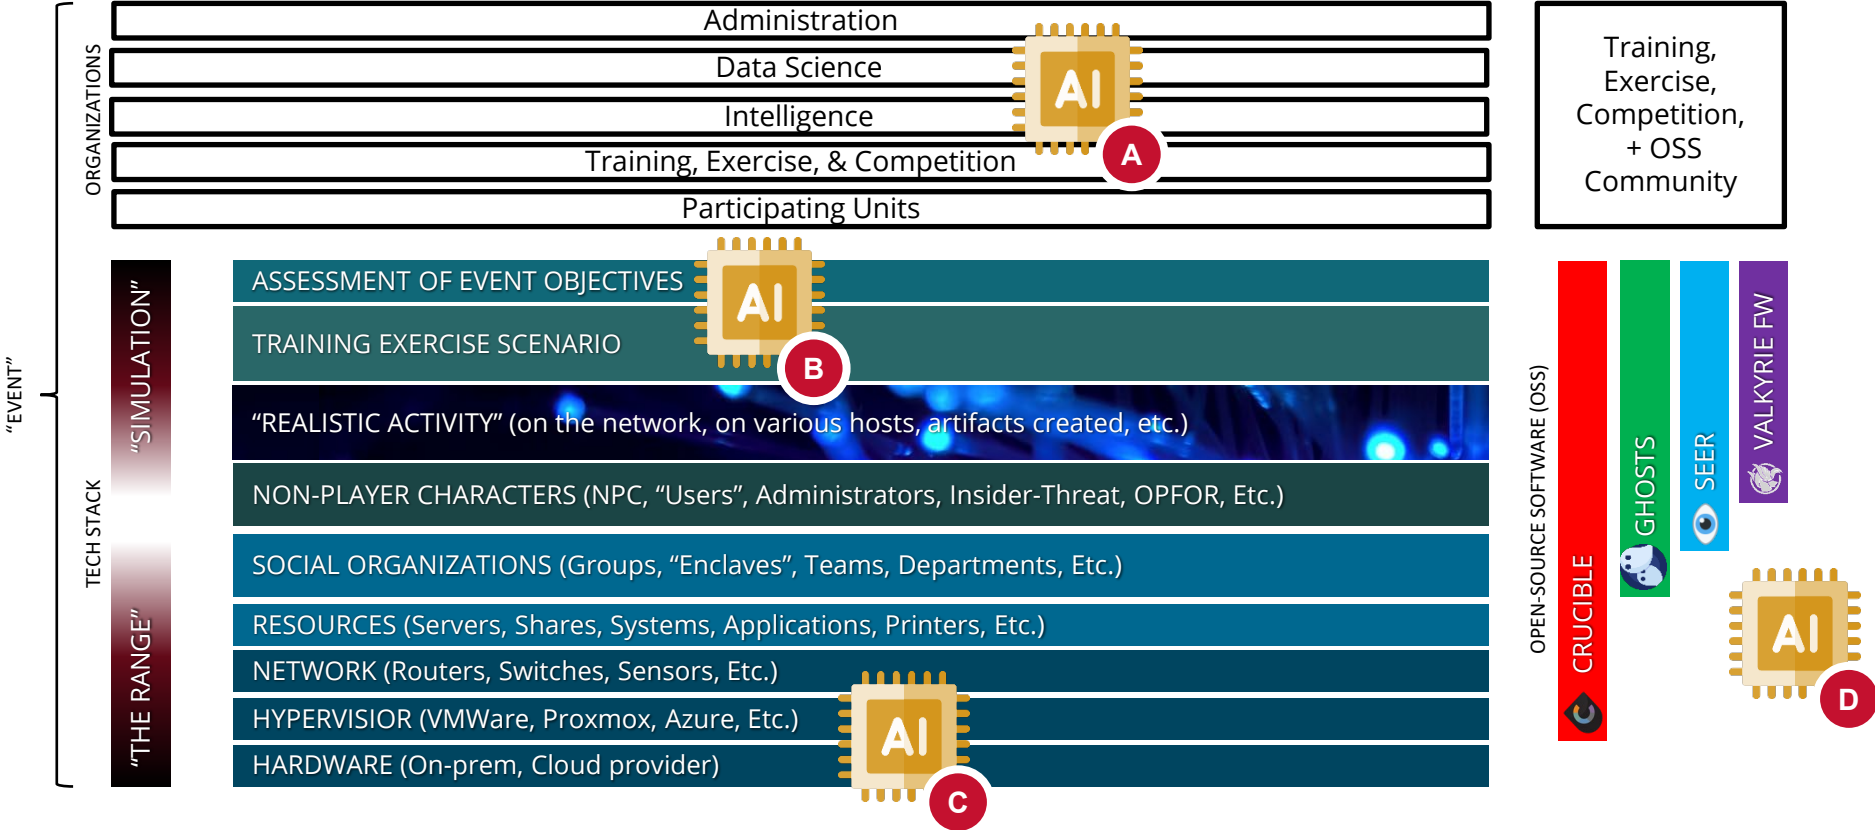 Administration
Data Science
Intelligence
Training, Exercise, & Competition
Participating Units
ORGANIZATIONS
AI
A
Training,
Exercise,
Competition,
+ OSS
Community
"EVENT"
TECH STACK
"SIMULATION"
"THE RANGE"
ASSESSMENT OF EVENT OBJECTIVES
TRAINING EXERCISE SCENARIO
AI
B
"REALISTIC ACTIVITY" (on the network, on various hosts, artifacts created, etc.)
NON-PLAYER CHARACTERS (NPC, "Users", Administrators, Insider-Threat, OPFOR, Etc.)
SOCIAL ORGANIZATIONS (Groups, "Enclaves", Teams, Departments, Etc.)
RESOURCES (Servers, Shares, Systems, Applications, Printers, Etc.)
NETWORK (Routers, Switches, Sensors, Etc.)
HYPERVISIOR (VMWare, Proxmox, Azure, Etc.)
HARDWARE (On-prem, Cloud provider)
AI
C
OPEN-SOURCE SOFTWARE (OSS)
CRUCIBLE
GHOSTS
SEER
VALKYRIE FW
AI
D